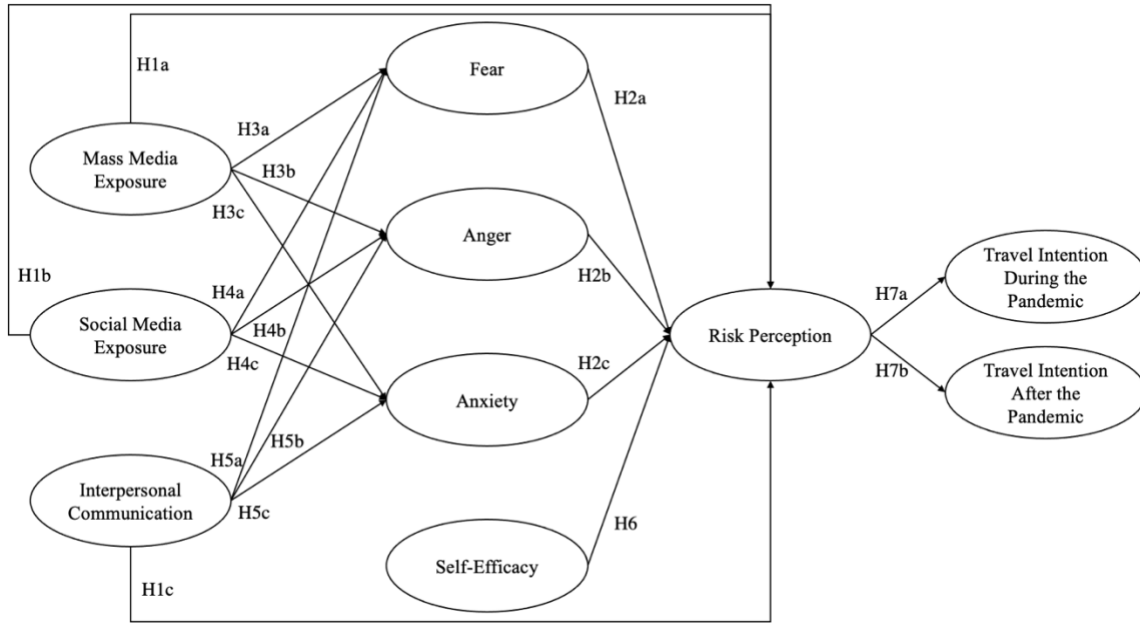 H1a
Fear
H2a
H3a
Mass Media
Exposure
H3b
H3c
Anger
H1b
H2b
Travel Intention
During the
Pandemic
H4a
H7a
Social Media
Exposure
H4b
Risk Perception
H4c
H2c
H7b
Travel Intention
After the
Pandemic
Anxiety
H5b
H5a
Interpersonal
Communication
H5c
H6
Self-Efficacy
H1c